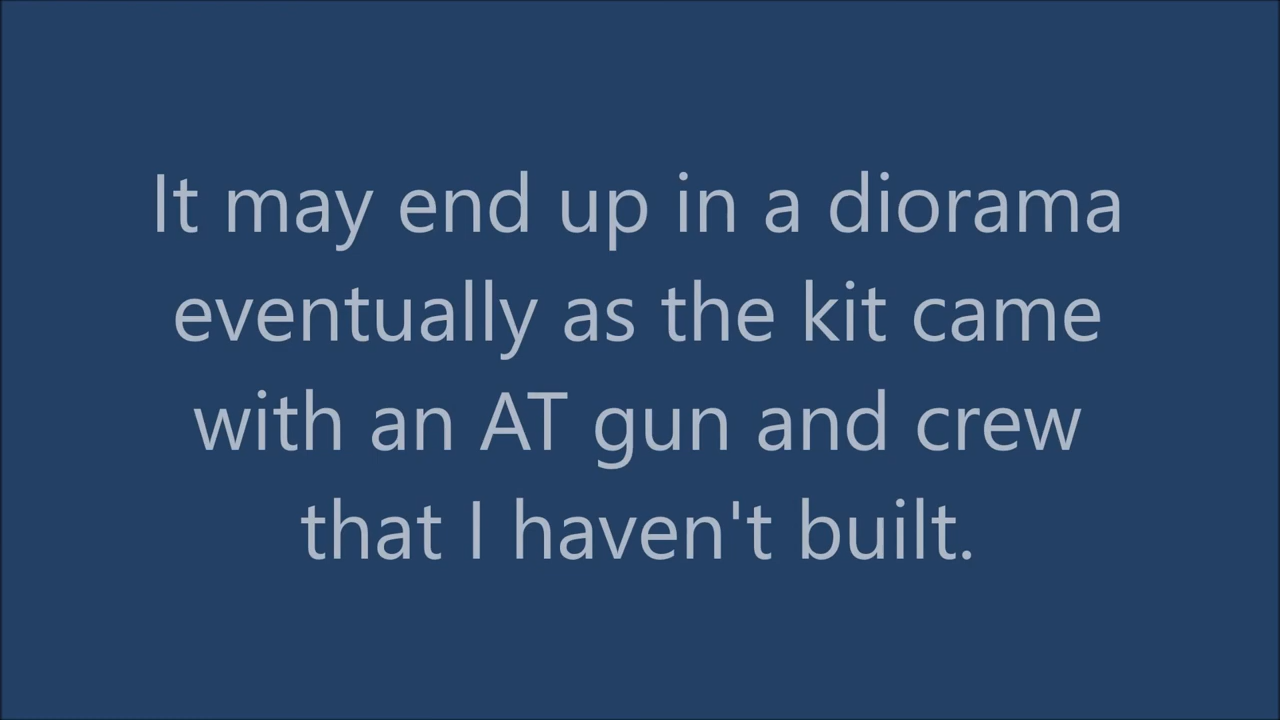 It may end up in a diorama
eventually as the kit came
with an AT gun and crew
that I haven't built.